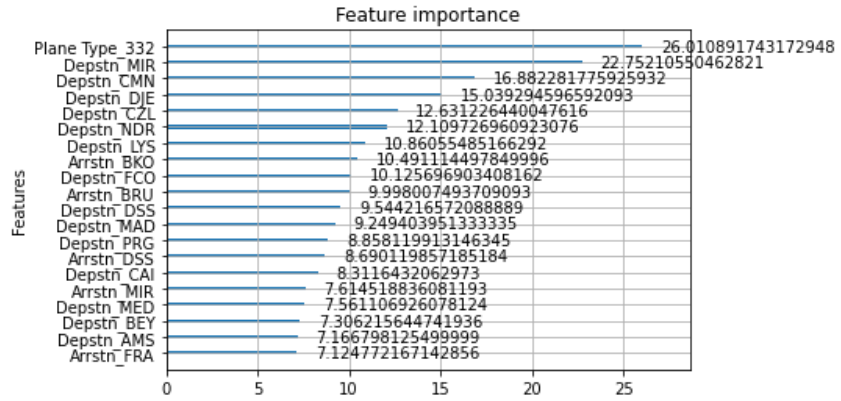 Feature importance
Features
Plane Type_332 26.010891743172948
Depstn_MIR 22.75210550462821
Depstn_CMN 16.882281775925932
Depstn_DJE 15.039294596592093
Depstn_CZL 12.631226440047616
Depstn_NDR 12.109726960923076
Depstn_LYS 10.86055485166292
Arrstn_BKO 10.491114497849996
Depstn_FCO 10.125696903408162
Arrstn_BRU 9.998007493709093
Depstn_DSS 9.544216572088889
Depstn_MAD 9.249403951333335
Depstn_PRG 8.858119913146345
Arrstn_DSS 8.690119857185184
Depstn_CAI 8.3116432062973
Arrstn_MIR 7.614518836081193
Depstn_MED 7.561106926078124
Depstn_BEY 7.306215644741936
Depstn_AMS 7.166798125499999
Arrstn_FRA 7.124772167142856
0 5 10 15 20 25